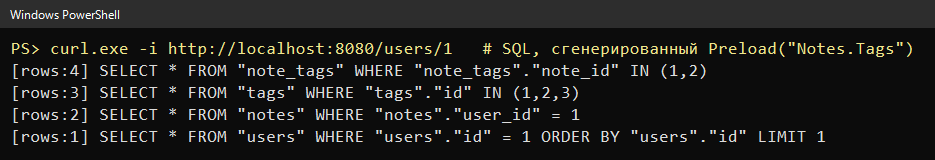 Windows PowerShell
PS> curl.exe -i http://localhost:8080/users/1   # SQL, сгенерированный Preload("Notes.Tags")
[rows:4] SELECT * FROM "note_tags" WHERE "note_tags"."note_id" IN (1,2)
[rows:3] SELECT * FROM "tags" WHERE "tags"."id" IN (1,2,3)
[rows:2] SELECT * FROM "notes" WHERE "notes"."user_id" = 1
[rows:1] SELECT * FROM "users" WHERE "users"."id" = 1 ORDER BY "users"."id" LIMIT 1